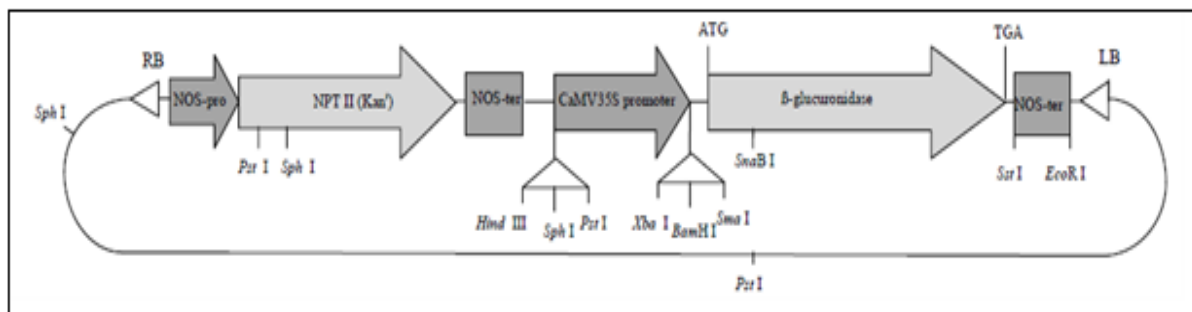 ATG
TGA
RB
LB
NOS-pro
NPT II (Kan')
NOS-ter
CaMV35S promoter
ß-glucuronidase
NOS-ter
Sph I
Pst I
Sph I
SnaB I
Sst I
EcoR I
Hind III
Sph I
Pst I
Xba I
BamH I
Sma I
Pst I